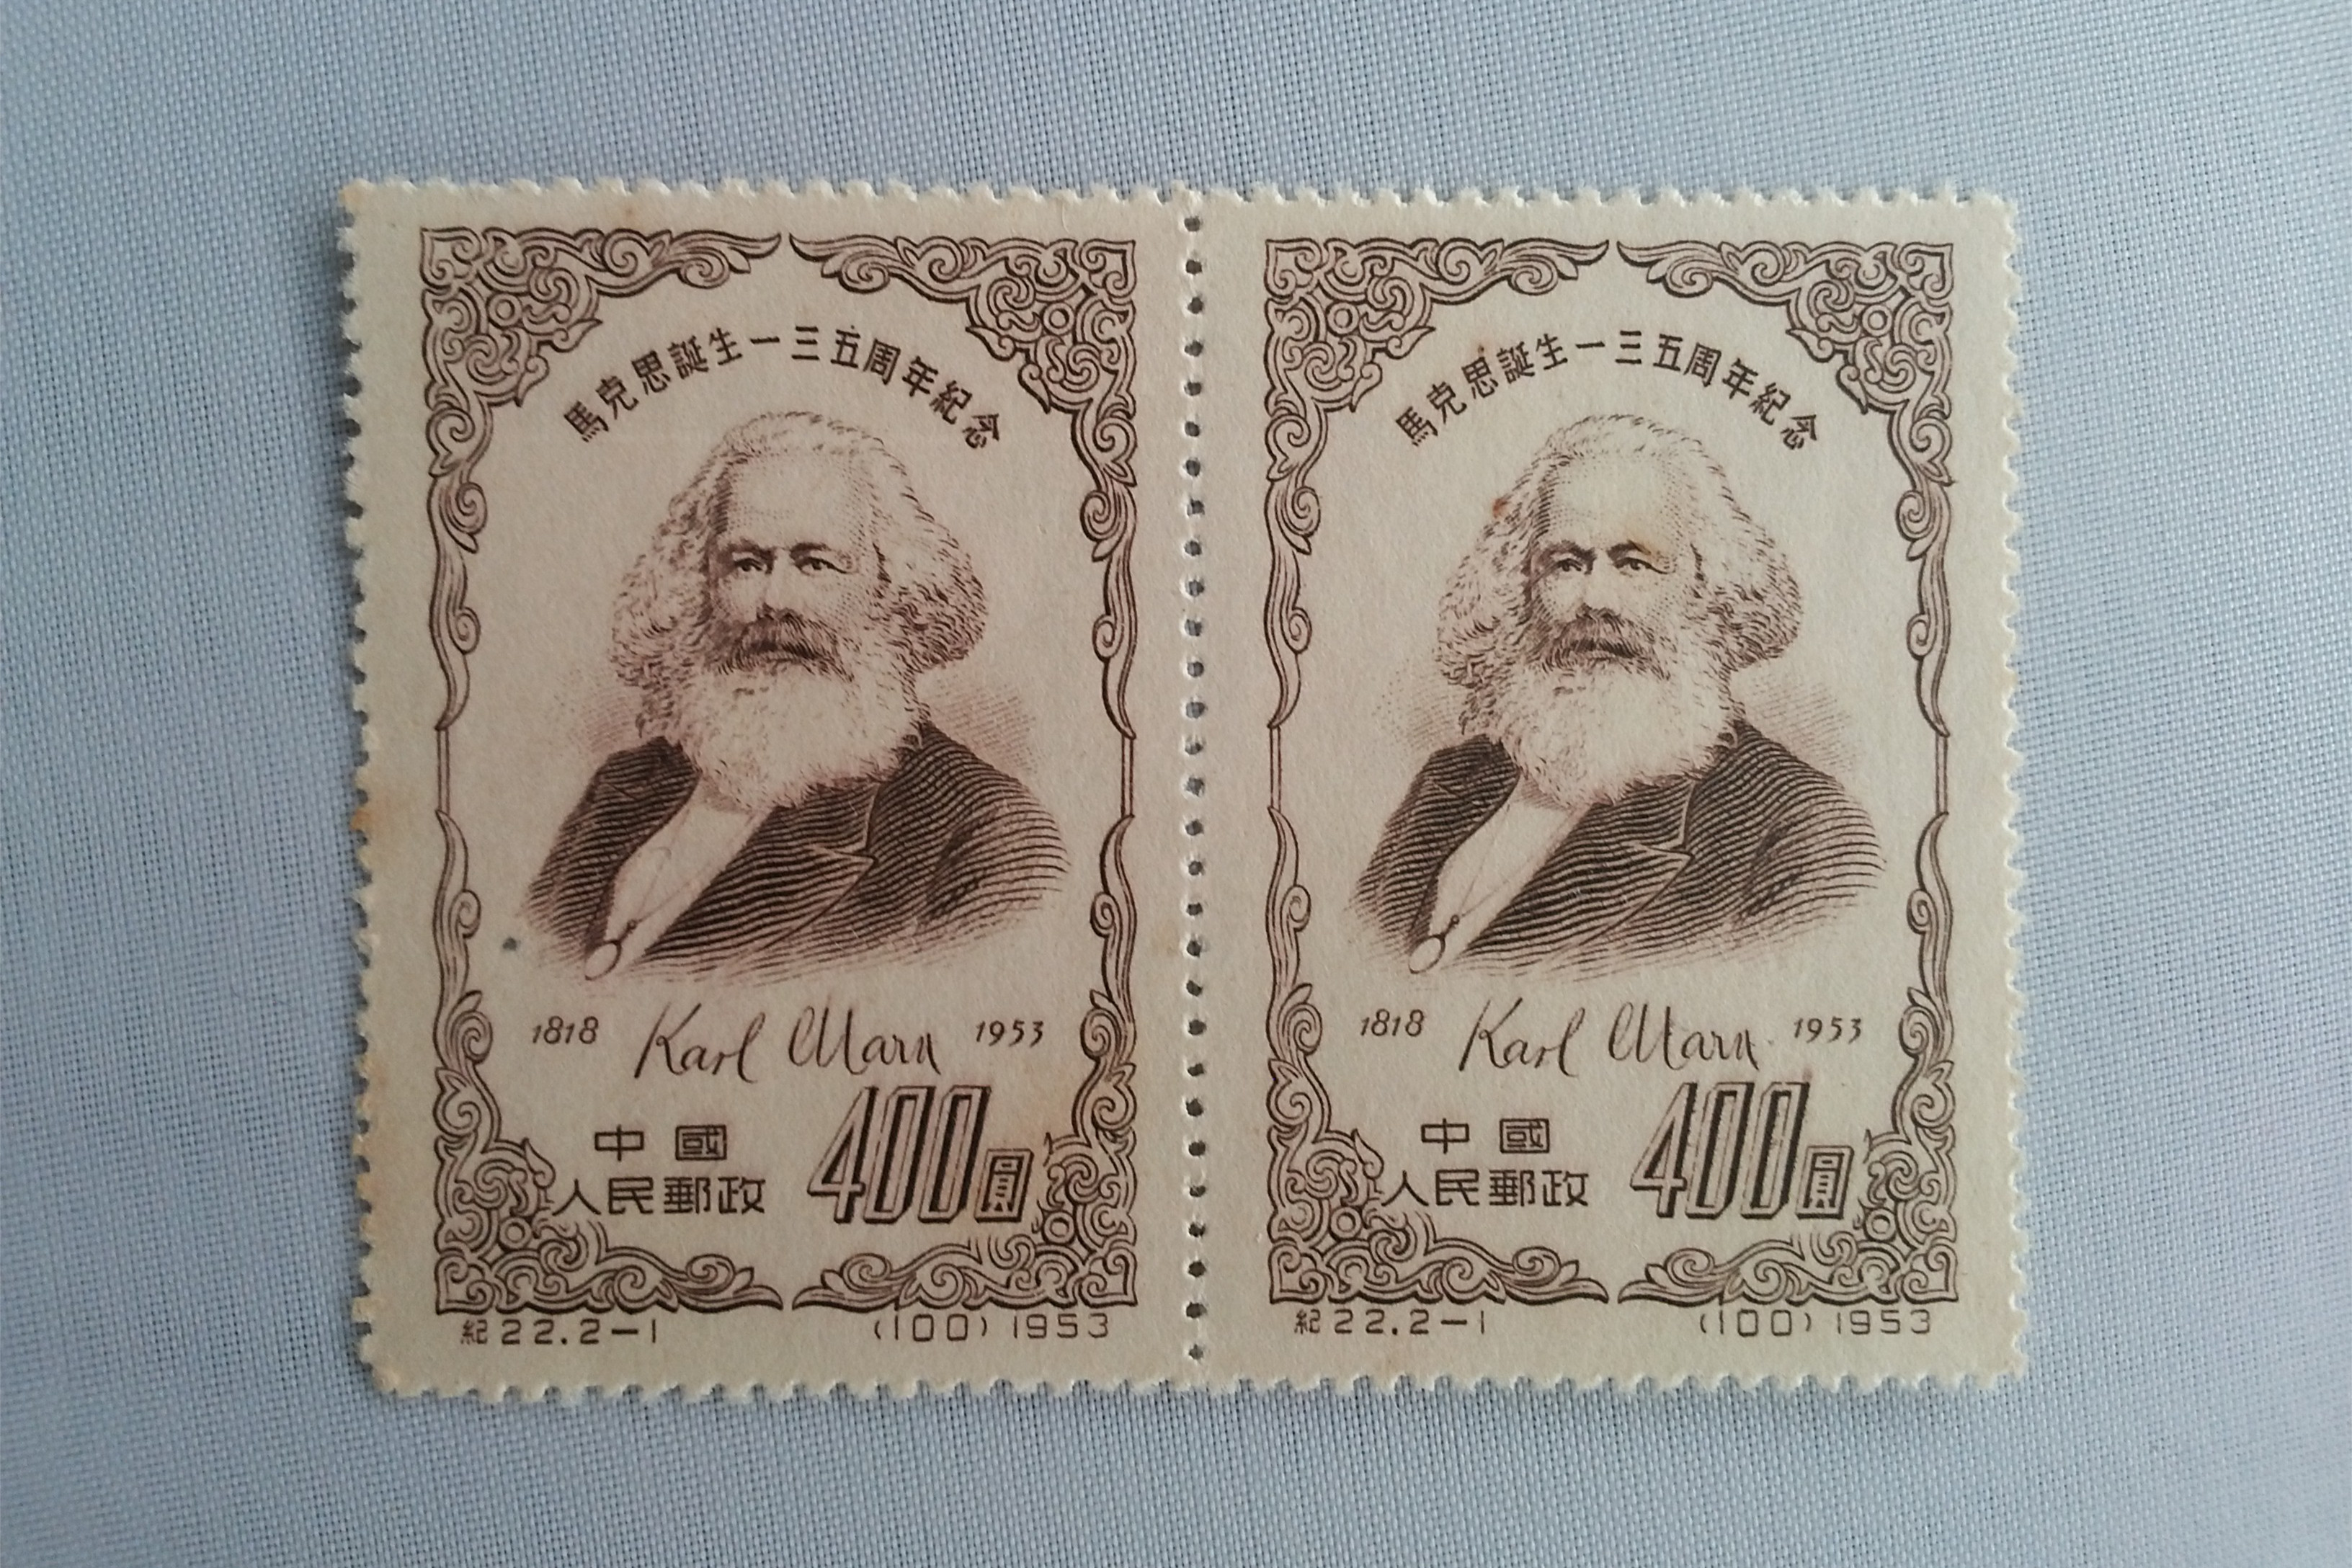 馬克思誕生一三五周年紀念
1818 Karl Marx 1953
中國
人民郵政 400圓
紀22.2-1 (100) 1953
馬克思誕生一三五周年紀念
1818 Karl Marx 1953
中國
人民郵政 400圓
紀22.2-1 (100) 1953